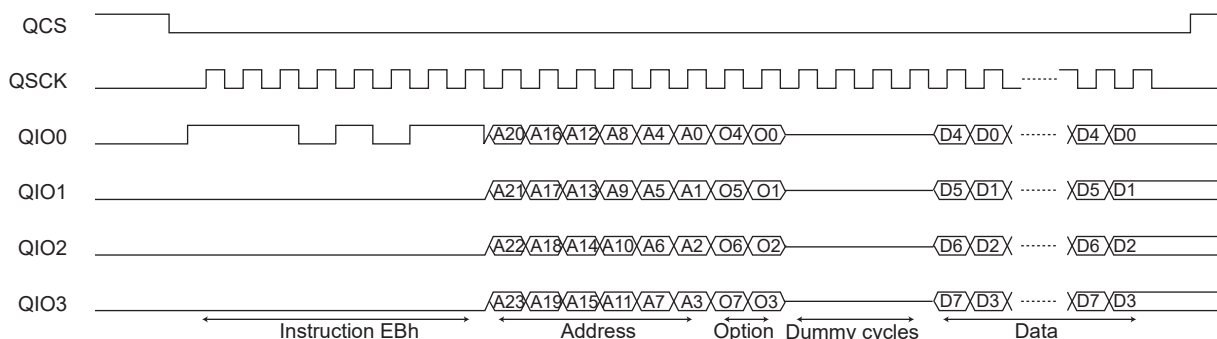 QCS
QSCK
QIO0 A20 A16 A12 A8 A4 A0 O4 O0 D4 D0 D4 D0
QIO1 A21 A17 A13 A9 A5 A1 O5 O1 D5 D1 D5 D1
QIO2 A22 A18 A14 A10 A6 A2 O6 O2 D6 D2 D6 D2
QIO3 A23 A19 A15 A11 A7 A3 O7 O3 D7 D3 D7 D3
Instruction EBh Address Option Dummy cycles Data